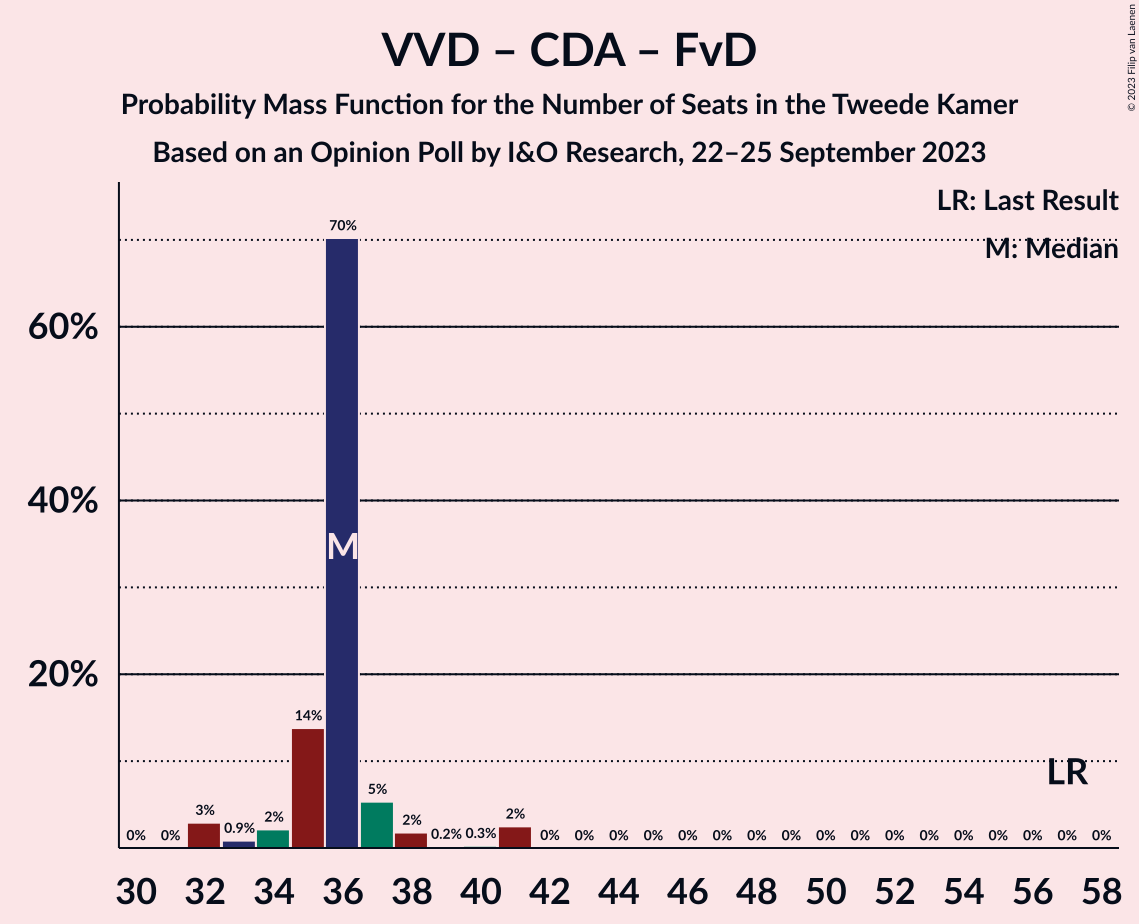 VVD – CDA – FvD
Probability Mass Function for the Number of Seats in the Tweede Kamer
Based on an Opinion Poll by I&O Research, 22–25 September 2023
© 2023 Filip van Laenen
LR: Last Result
M: Median
60%
40%
20%
0% 0% 3% 0.9% 2% 14% 70% 5% 2% 0.2% 0.3% 2% 0% 0% 0% 0% 0% 0% 0% 0% 0% 0% 0% 0% 0% 0% 0% 0% 0%
M
LR
30 32 34 36 38 40 42 44 46 48 50 52 54 56 58